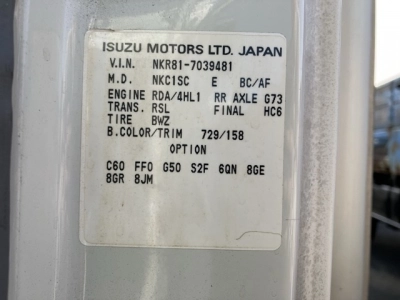 ISUZU MOTORS LTD. JAPAN
V.I.N. NKR81-7039481
M.D. NKC1SC E BC/AF
ENGINE RDA/4HL1 RR AXLE G73
TRANS. RSL FINAL HC6
TIRE BWZ
B.COLOR/TRIM 729/158
OPTION
C60 FF0 G50 S2F 6QN 8GE
8GR 8JM